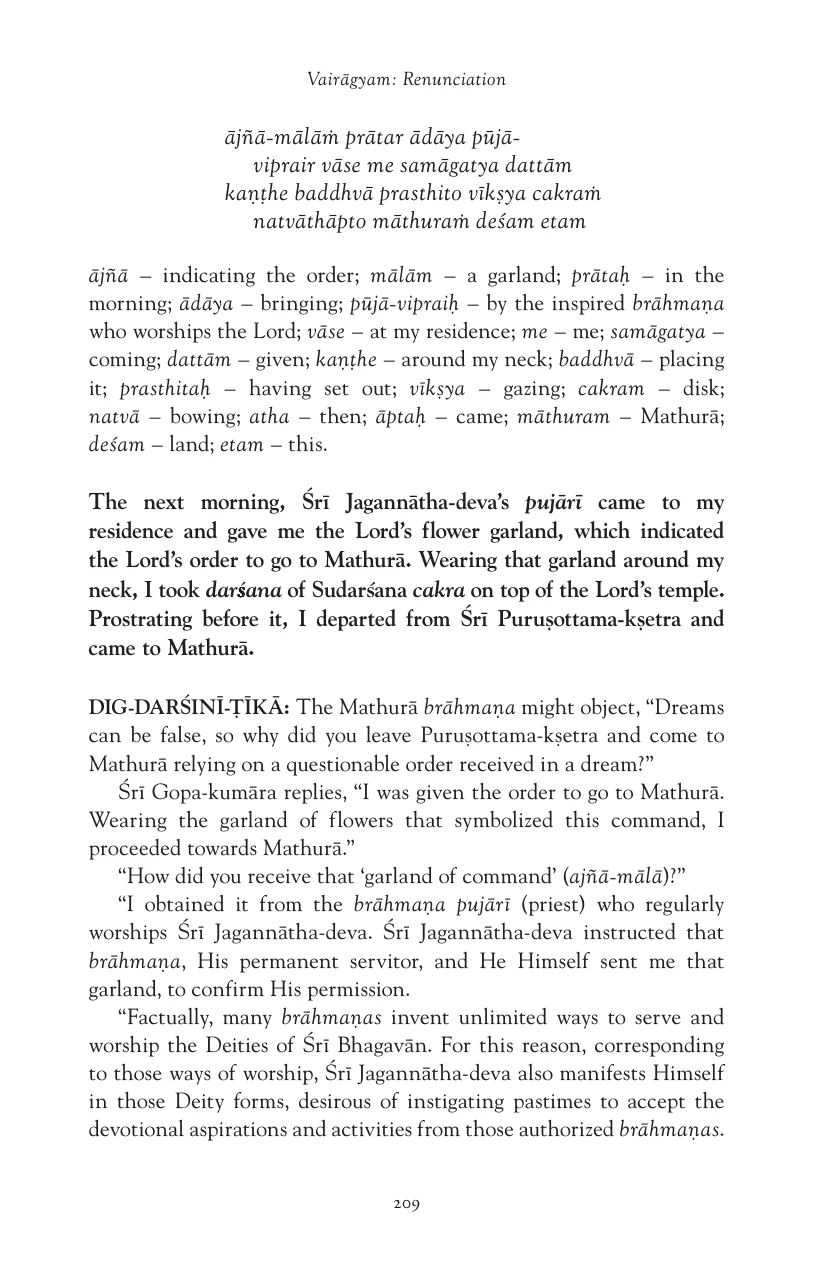 Vairāgyam: Renunciation
ājñā-mālāṁ prātar ādāya pūjā-
viprair vāse me samāgatya dattām
kaṇṭhe baddhvā prasthito vīkṣya cakraṁ
natvāthāpto māthuraṁ deśam etam
ājñā – indicating the order; mālām – a garland; prātaḥ – in the
morning; ādāya – bringing; pūjā-vipraiḥ – by the inspired brāhmaṇa
who worships the Lord; vāse – at my residence; me – me; samāgatya –
coming; dattām – given; kaṇṭhe – around my neck; baddhvā – placing
it; prasthitaḥ – having set out; vīkṣya – gazing; cakram – disk;
natvā – bowing; atha – then; āptaḥ – came; māthuram – Mathurā;
deśam – land; etam – this.
The next morning, Śrī Jagannātha-deva’s pujārī came to my
residence and gave me the Lord’s flower garland, which indicated
the Lord’s order to go to Mathurā. Wearing that garland around my
neck, I took darśana of Sudarśana cakra on top of the Lord’s temple.
Prostrating before it, I departed from Śrī Puruṣottama-kṣetra and
came to Mathurā.
DIG-DARŚINĪ-ṬĪKĀ: The Mathurā brāhmaṇa might object, “Dreams
can be false, so why did you leave Puruṣottama-kṣetra and come to
Mathurā relying on a questionable order received in a dream?”
Śrī Gopa-kumāra replies, “I was given the order to go to Mathurā.
Wearing the garland of flowers that symbolized this command, I
proceeded towards Mathurā.”
“How did you receive that ‘garland of command’ (ajñā-mālā)?”
“I obtained it from the brāhmaṇa pujārī (priest) who regularly
worships Śrī Jagannātha-deva. Śrī Jagannātha-deva instructed that
brāhmaṇa, His permanent servitor, and He Himself sent me that
garland, to confirm His permission.
“Factually, many brāhmaṇas invent unlimited ways to serve and
worship the Deities of Śrī Bhagavān. For this reason, corresponding
to those ways of worship, Śrī Jagannātha-deva also manifests Himself
in those Deity forms, desirous of instigating pastimes to accept the
devotional aspirations and activities from those authorized brāhmaṇas.
209